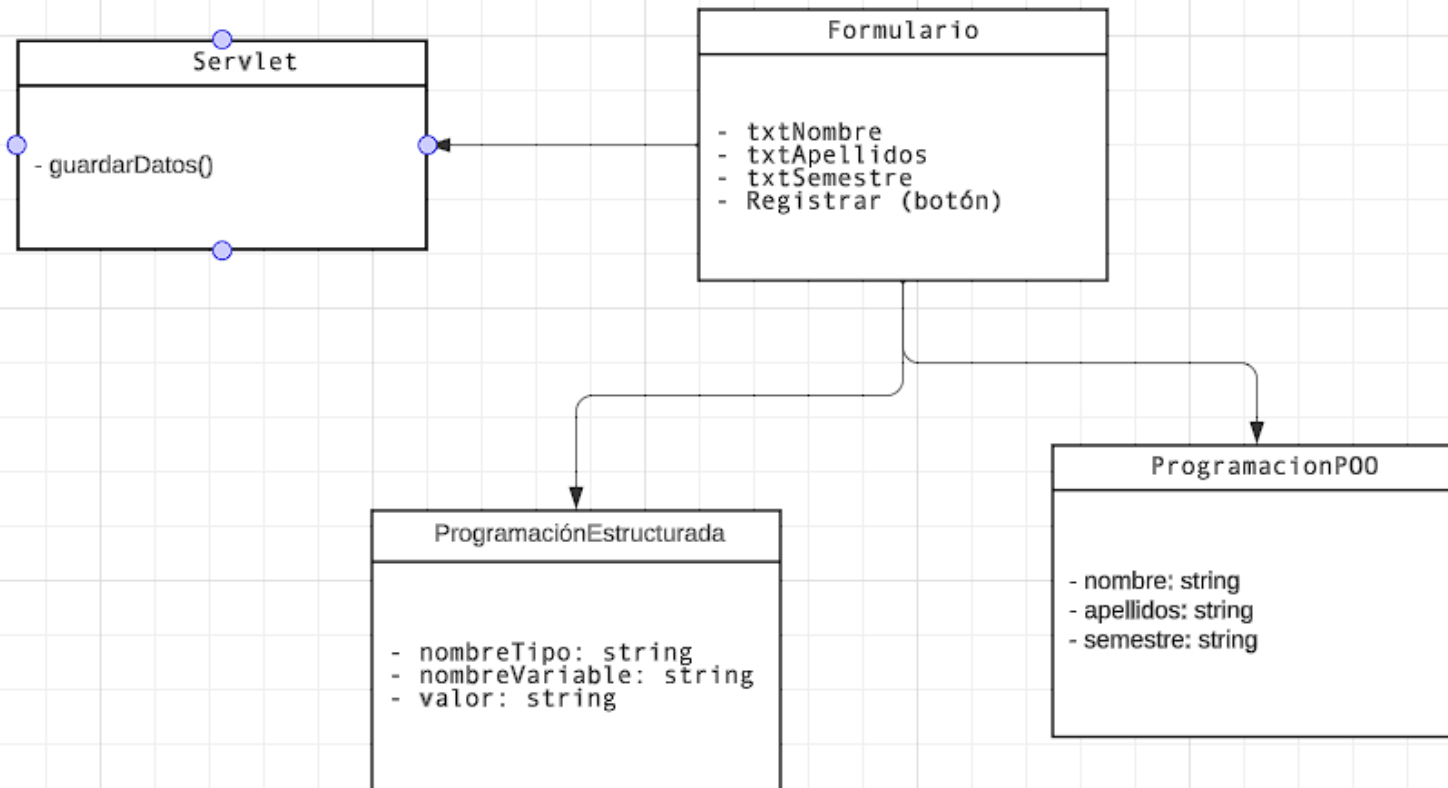 Servlet
- guardarDatos()
Formulario
- txtNombre
- txtApellidos
- txtSemestre
- Registrar (botón)
ProgramaciónEstructurada
- nombreTipo: string
- nombreVariable: string
- valor: string
ProgramacionPOO
- nombre: string
- apellidos: string
- semestre: string